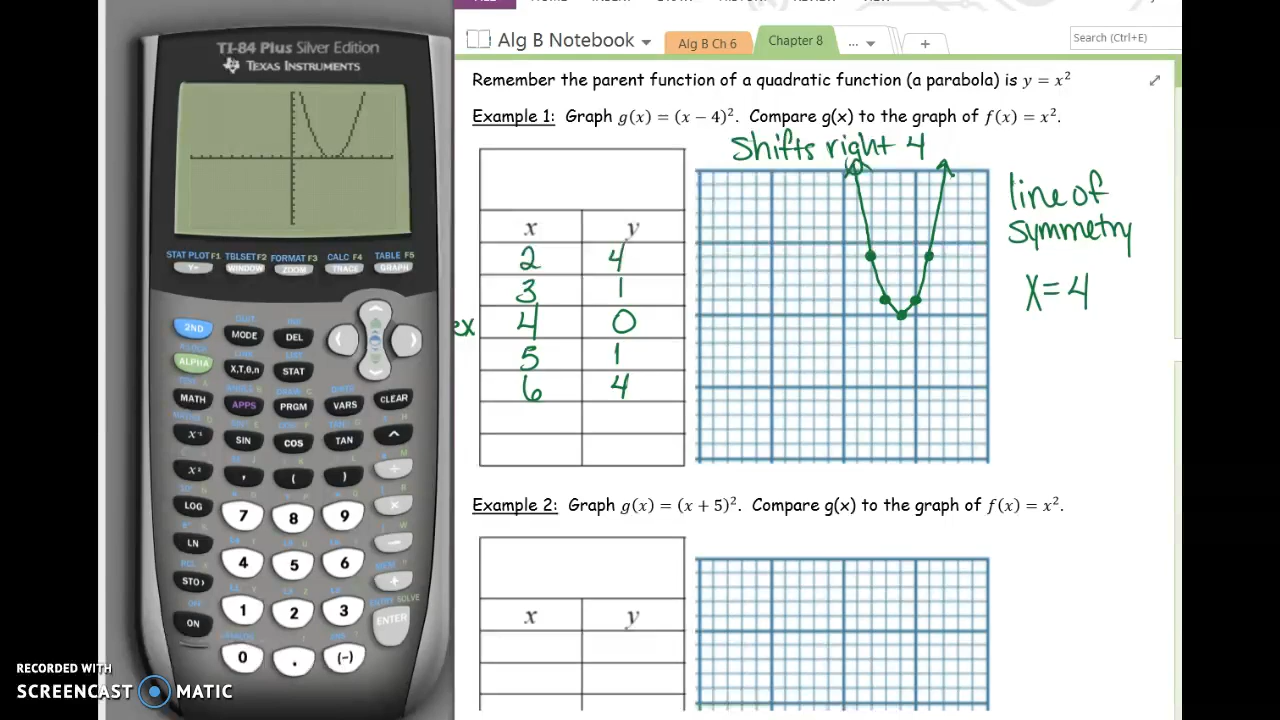 TI-84 Plus Silver Edition
TEXAS INSTRUMENTS
STAT PLOT F1 TBLSET F2 FORMAT F3 CALC F4 TABLE F5
Y= WINDOW ZOOM TRACE GRAPH
2ND MODE DEL
ALPHA X,T,θ,n STAT
MATH APPS PRGM VARS CLEAR
x⁻¹ SIN COS TAN ^
x² , ( ) ÷
LOG 7 8 9 ×
LN 4 5 6 −
STO› 1 2 3 +
ENTRY SOLVE
OFF
ON 0 . (−) ENTER
RECORDED WITH
SCREENCAST MATIC
Alg B Notebook Alg B Ch 6 Chapter 8 ... +
Search (Ctrl+E)
Remember the parent function of a quadratic function (a parabola) is y = x²
Example 1: Graph g(x) = (x − 4)². Compare g(x) to the graph of f(x) = x².
Shifts right 4
x y
2 4
3 1
ex 4 0
5 1
6 4
line of
symmetry
X = 4
Example 2: Graph g(x) = (x + 5)². Compare g(x) to the graph of f(x) = x².
x y